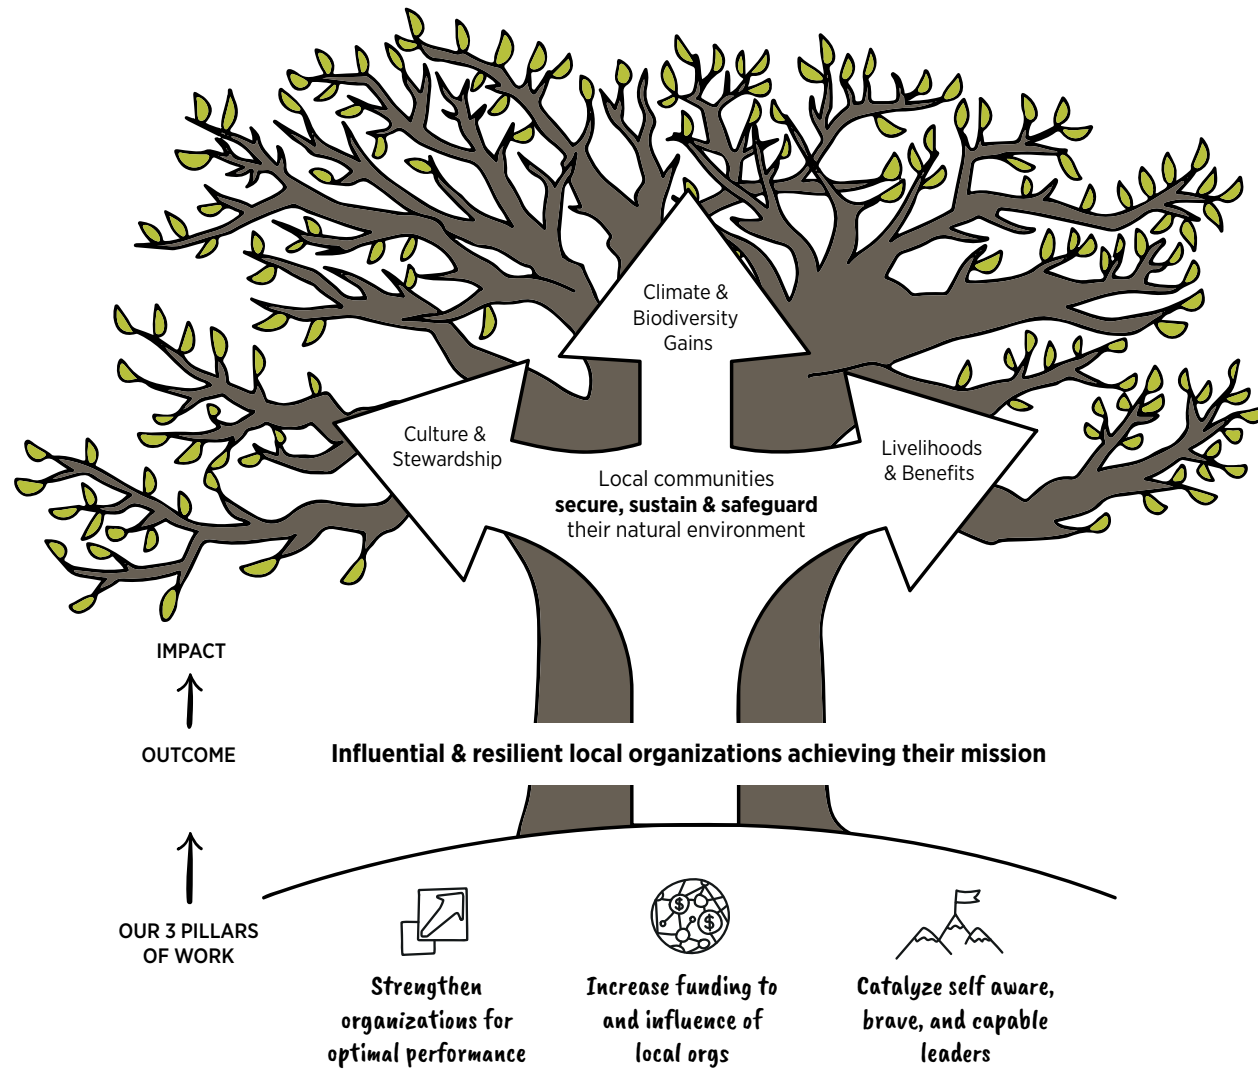 Climate &
Biodiversity
Gains
Culture &
Stewardship
Livelihoods
& Benefits
Local communities
secure, sustain & safeguard
their natural environment
IMPACT
OUTCOME
Influential & resilient local organizations achieving their mission
OUR 3 PILLARS
OF WORK
$
$
Strengthen
organizations for
optimal performance
Increase funding to
and influence of
local orgs
Catalyze self aware,
brave, and capable
leaders